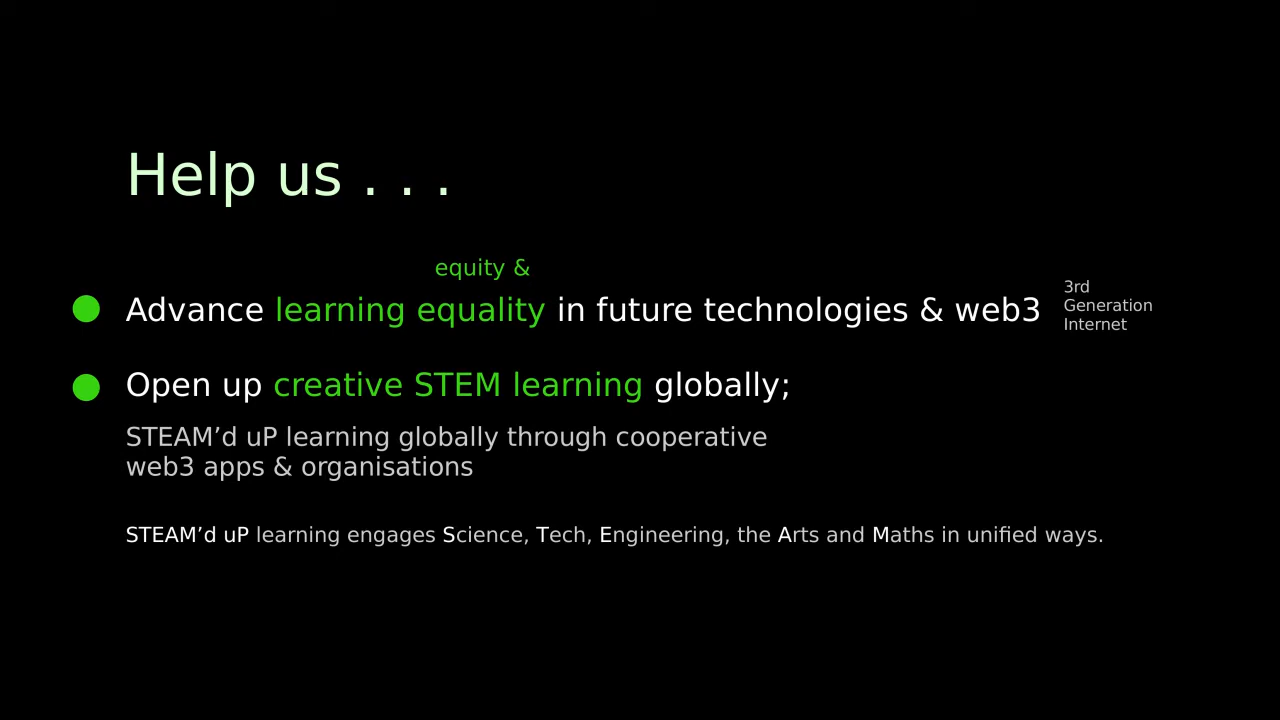 Help us . . .
equity &
Advance learning equality in future technologies & web3
3rd
Generation
Internet
Open up creative STEM learning globally;
STEAM’d uP learning globally through cooperative
web3 apps & organisations
STEAM’d uP learning engages Science, Tech, Engineering, the Arts and Maths in unified ways.